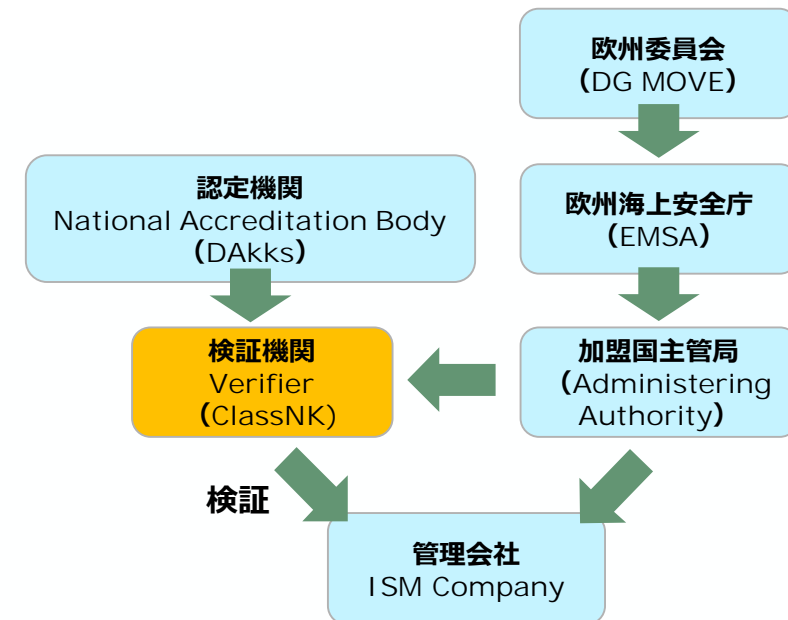 欧州委員会
(DG MOVE)
認定機関
National Accreditation Body
(DAkks)
欧州海上安全庁
(EMSA)
検証機関
Verifier
(ClassNK)
加盟国主管局
(Administering
Authority)
検証
管理会社
ISM Company